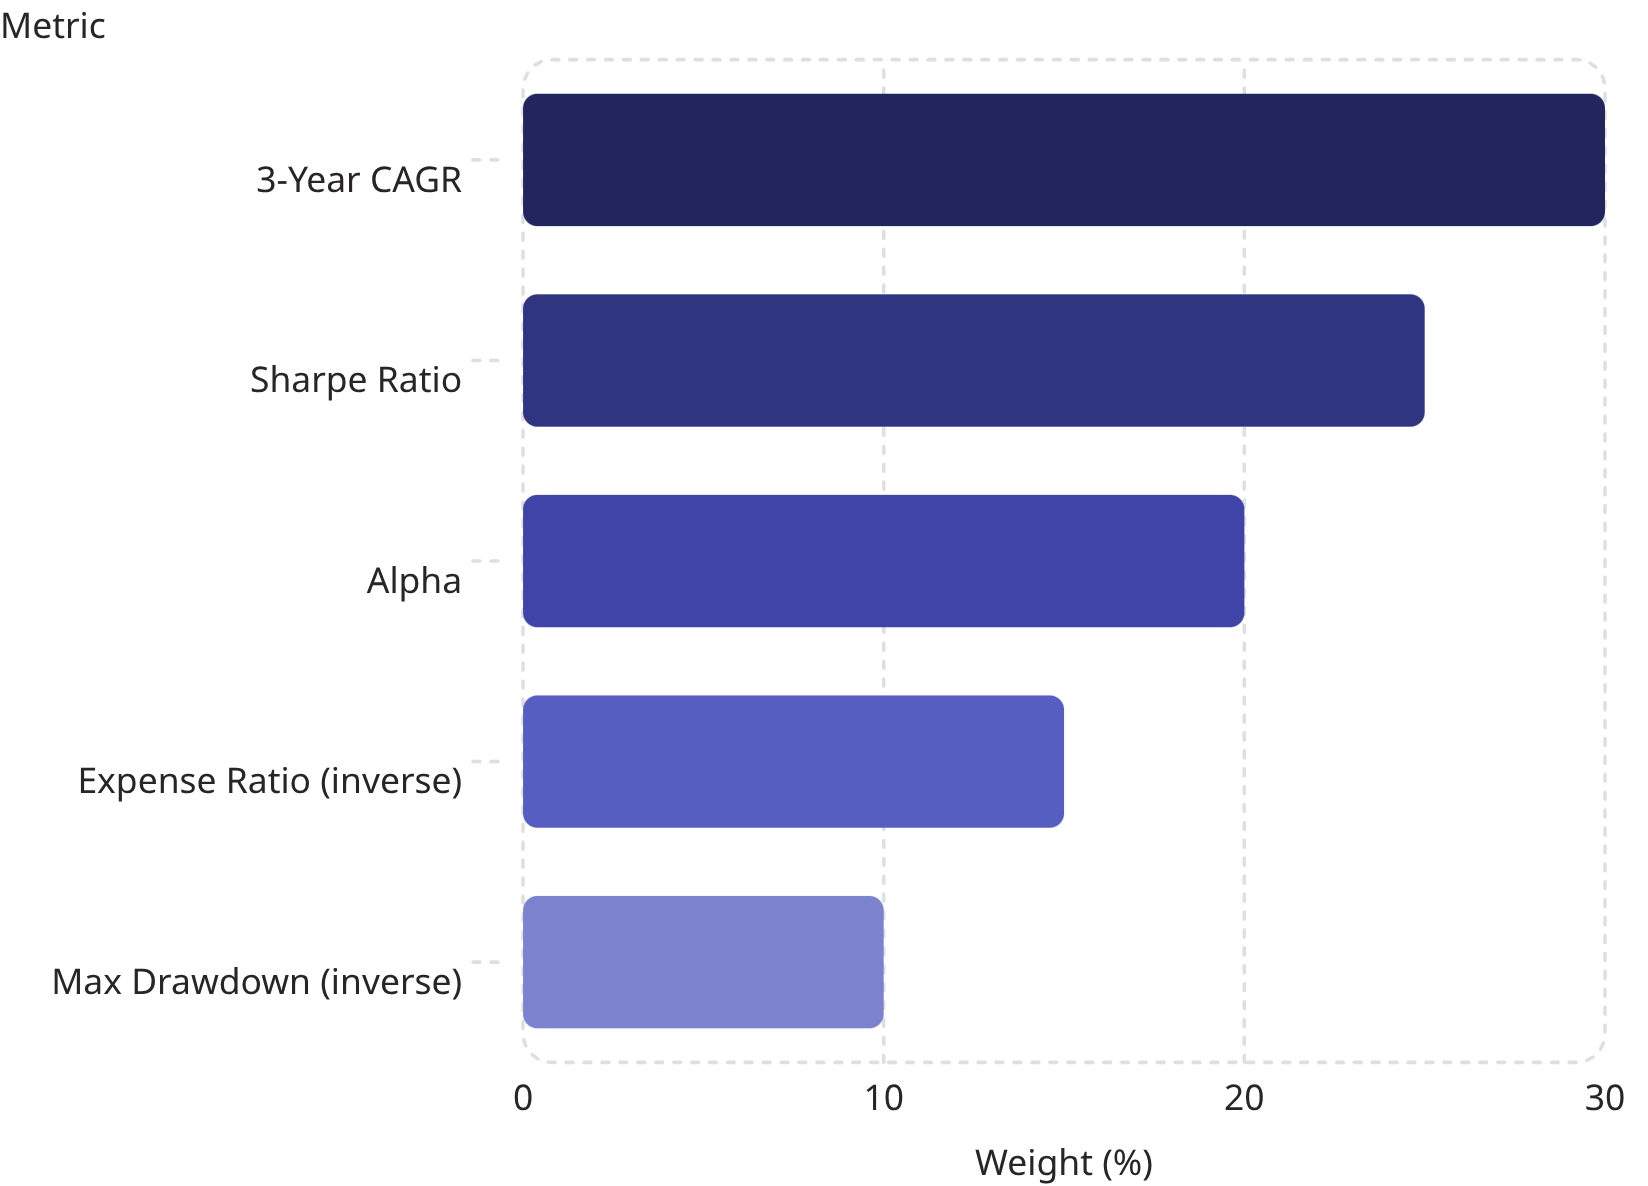 Metric
3-Year CAGR
Sharpe Ratio
Alpha
Expense Ratio (inverse)
Max Drawdown (inverse)
0 10 20 30
Weight (%)